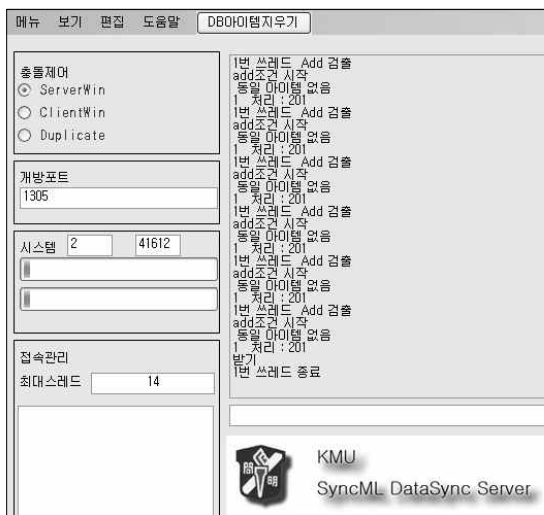 메뉴 보기 편집 도움말 DB아이템지우기
충돌제어
ServerWin
ClientWin
Duplicate
개방포트
1305
시스템 2 41612
접속관리
최대스레드 14
1번 쓰레드 Add 검출
add조건 시작
동일 아이템 없음
1 처리 : 201
1번 쓰레드 Add 검출
add조건 시작
동일 아이템 없음
1 처리 : 201
1번 쓰레드 Add 검출
add조건 시작
동일 아이템 없음
1 처리 : 201
1번 쓰레드 Add 검출
add조건 시작
동일 아이템 없음
1 처리 : 201
1번 쓰레드 Add 검출
add조건 시작
동일 아이템 없음
1 처리 : 201
1번 쓰레드 Add 검출
add조건 시작
동일 아이템 없음
1 처리 : 201
받기
1번 쓰레드 종료
KMU
SyncML DataSync Server